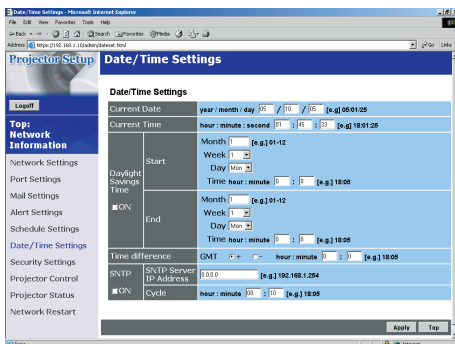 Date/Time Settings - Microsoft Internet Explorer
File Edit View Favorites Tools Help
Back Search Favorites Media
Address https://192.168.1.10/admin/dateset.html Go Links
Projector Setup
Logoff
Top:
Network
Information
Network Settings
Port Settings
Mail Settings
Alert Settings
Schedule Settings
Date/Time Settings
Security Settings
Projector Control
Projector Status
Network Restart
Date/Time Settings
Date/Time Settings
Current Date year / month / day 05 / 10 / 05 [e.g] 05/01/25
Current Time hour : minute : second 01 : 45 : 33 [e.g] 18:01:25
Daylight
Savings
Time
ON
Start
Month 1 [e.g.] 01-12
Week 1
Day Mon
Time hour : minute 0 : 0 [e.g.] 18:05
End
Month 1 [e.g.] 01-12
Week 1
Day Mon
Time hour : minute 0 : 0 [e.g.] 18:05
Time difference GMT + - hour : minute 0 : 0 [e.g.] 18:05
SNTP
ON
SNTP Server
IP Address 0.0.0.0 [e.g.] 192.168.1.254
Cycle hour : minute 00 : 10 [e.g.] 18:05
Apply Top
Internet